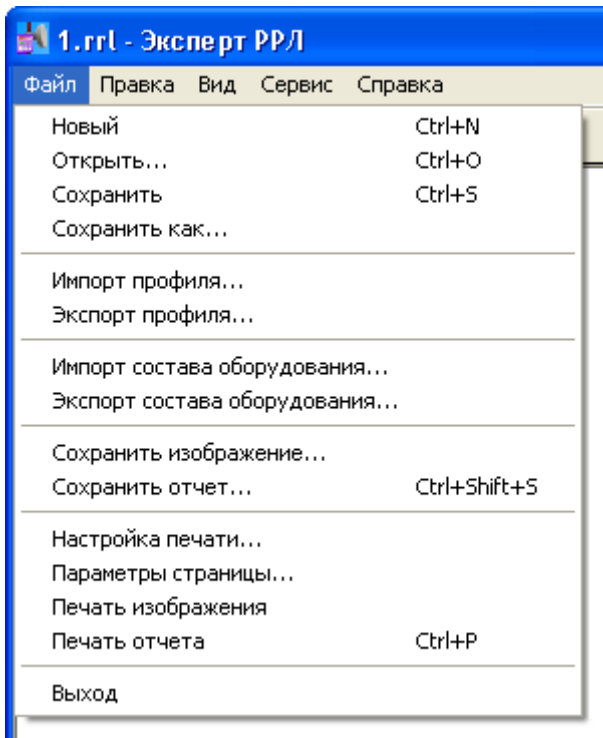 1.rrl - Эксперт РРЛ
Файл Правка Вид Сервис Справка
Новый Ctrl+N
Открыть... Ctrl+O
Сохранить Ctrl+S
Сохранить как...
Импорт профиля...
Экспорт профиля...
Импорт состава оборудования...
Экспорт состава оборудования...
Сохранить изображение...
Сохранить отчет... Ctrl+Shift+S
Настройка печати...
Параметры страницы...
Печать изображения
Печать отчета Ctrl+P
Выход